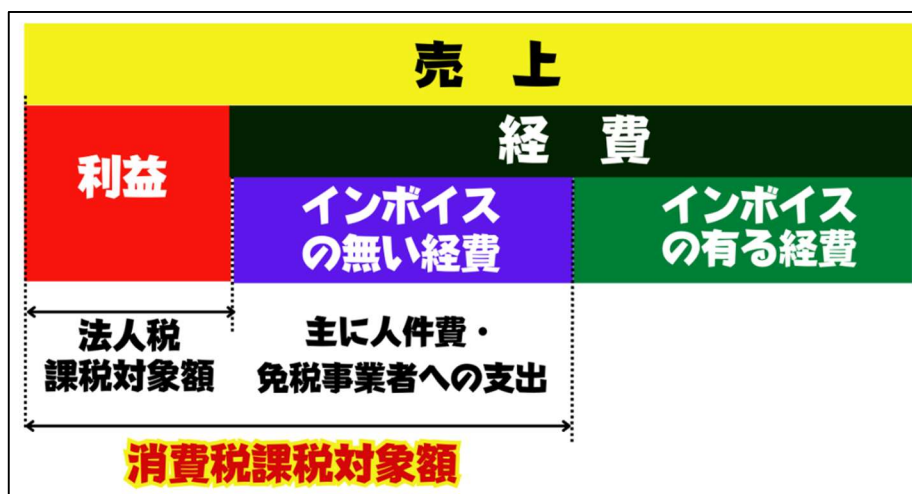 売 上
利益
経 費
インボイス
の無い経費
インボイス
の有る経費
法人税
課税対象額
主に人件費・
免税事業者への支出
消費税課税対象額